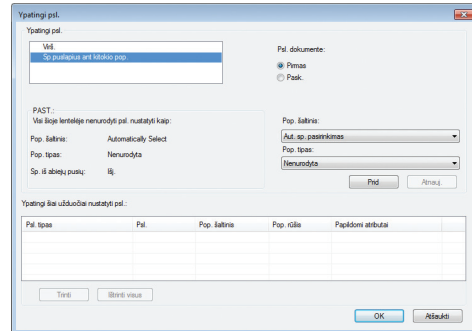 Ypatingi psl.
Ypatingi psl.
Virš.
Sp puslapius ant kitokio pop.
Psl. dokumente:
Pirmas
Pask.
PAST.:
Visi šioje lentelėje nenurodyti psl. nustatyti kaip:
Pop. šaltinis: Automatically Select
Pop. tipas: Nenurodyta
Sp. iš abiejų pusių: Išj.
Pop. šaltinis:
Aut. sp. pasirinkimas
Pop. tipas:
Nenurodyta
Prid Atnauj.
Ypatingi šiai užduočiai nustatyti psl.:
Psl. tipas Psl. Pop. šaltinis Pop. rūšis Papildomi atributai
Trinti Ištrinti visus
OK Atšaukti